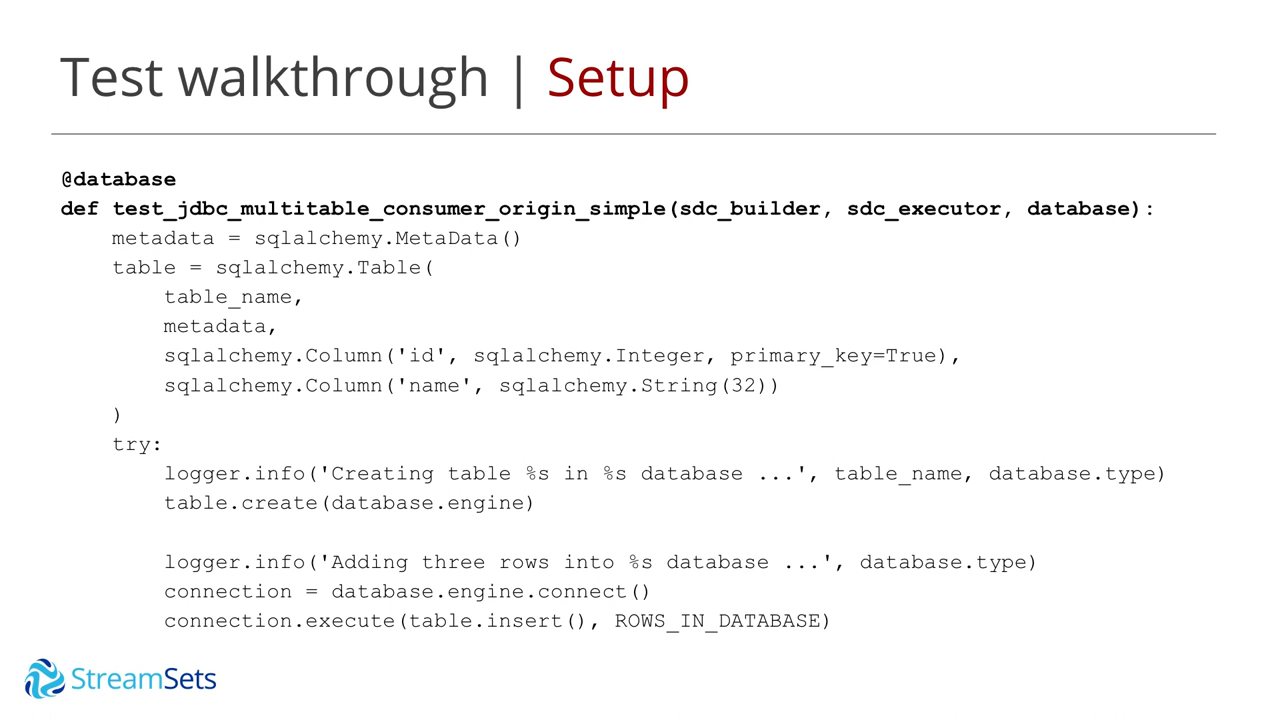 Test walkthrough | Setup
@database
def test_jdbc_multitable_consumer_origin_simple(sdc_builder, sdc_executor, database):
    metadata = sqlalchemy.MetaData()
    table = sqlalchemy.Table(
        table_name,
        metadata,
        sqlalchemy.Column('id', sqlalchemy.Integer, primary_key=True),
        sqlalchemy.Column('name', sqlalchemy.String(32))
    )
    try:
        logger.info('Creating table %s in %s database ...', table_name, database.type)
        table.create(database.engine)
        logger.info('Adding three rows into %s database ...', database.type)
        connection = database.engine.connect()
        connection.execute(table.insert(), ROWS_IN_DATABASE)
StreamSets